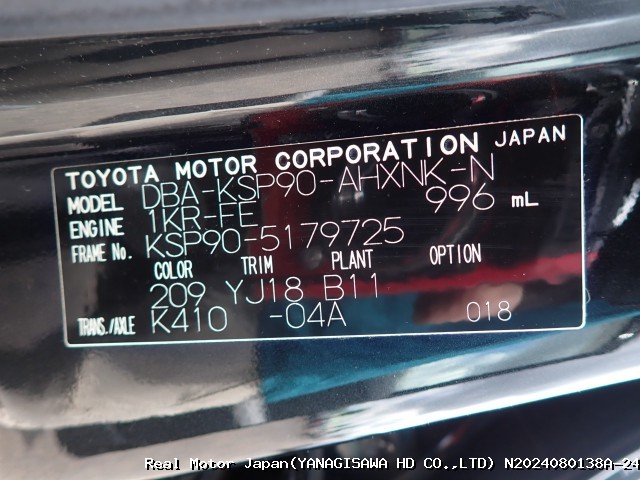 TOYOTA MOTOR CORPORATION JAPAN
MODEL DBA-KSP90-AHXNK-N
ENGINE 1KR-FE 996 mL
FRAME No. KSP90-5179725
COLOR TRIM PLANT OPTION
209 YJ18 B11
TRANS./AXLE K410 -04A 018
Real Motor Japan(YANAGISAWA HD CO.,LTD) N2024080138A-24